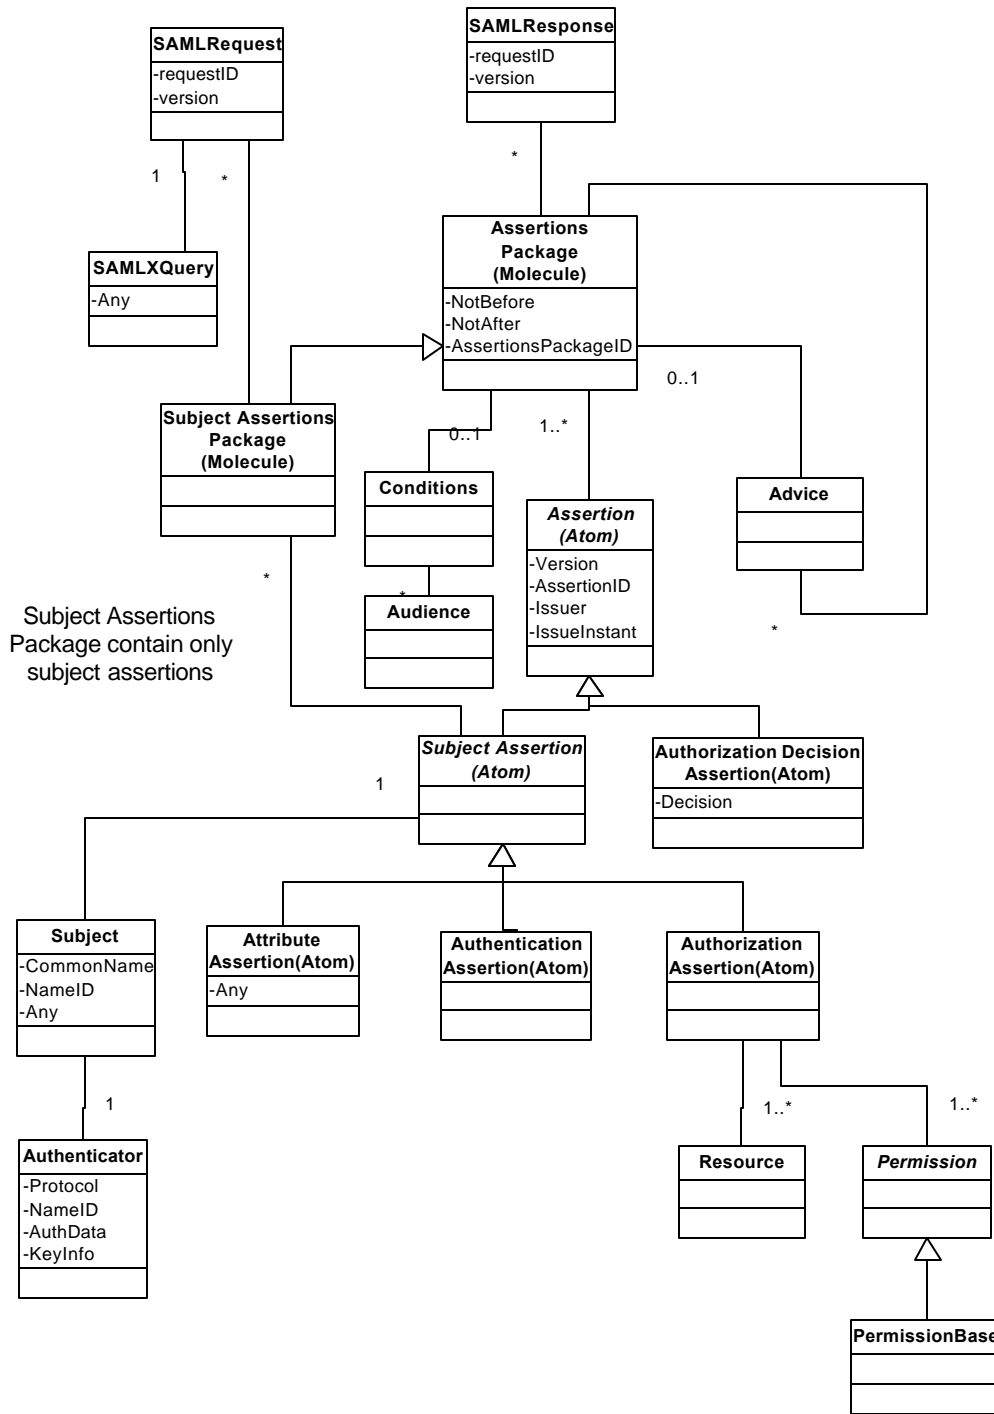 SAMLRequest
-requestID
-version
SAMLResponse
-requestID
-version
1
*
*
SAMLXQuery
-Any
Assertions
Package
(Molecule)
-NotBefore
-NotAfter
-AssertionsPackageID
0..1
Subject Assertions
Package
(Molecule)
0..1
1..*
Conditions
Assertion
(Atom)
-Version
-AssertionID
-Issuer
-IssueInstant
Advice
*
*
Audience
*
Subject Assertions
Package contain only
subject assertions
Subject Assertion
(Atom)
Authorization Decision
Assertion(Atom)
-Decision
1
Subject
-CommonName
-NameID
-Any
Attribute
Assertion(Atom)
-Any
Authentication
Assertion(Atom)
Authorization
Assertion(Atom)
1
1..*
1..*
Authenticator
-Protocol
-NameID
-AuthData
-KeyInfo
Resource
Permission
PermissionBase